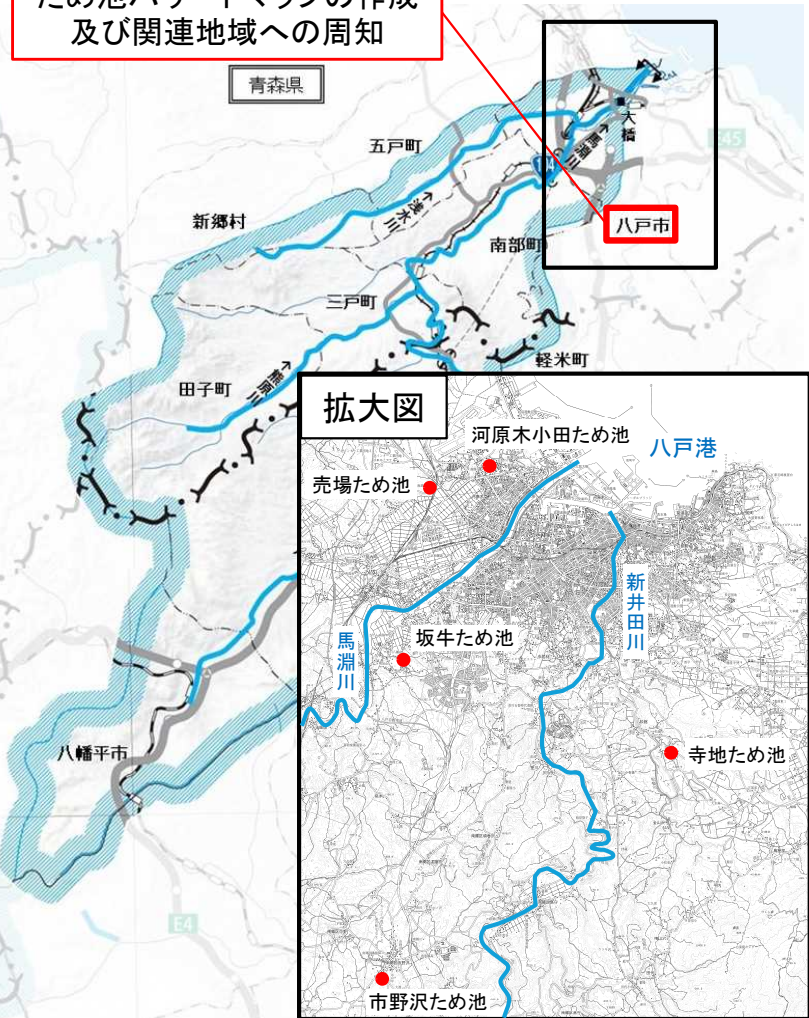 ため池ハザードマップの作成
及び関連地域への周知
青森県
五戸町
大橋
馬淵川
E45
浅水川
新郷村
八戸市
南部町
三戸町
軽米町
熊原川
田子町
拡大図
河原木小田ため池
八戸港
売場ため池
新井田川
馬淵川
坂牛ため池
寺地ため池
八幡平市
E4
市野沢ため池